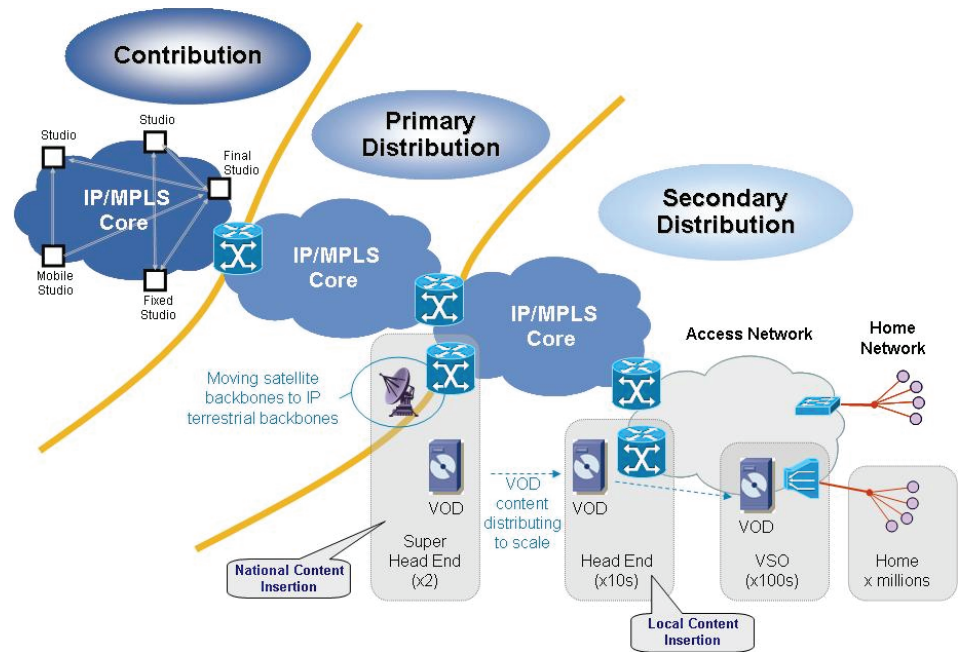 Contribution
Primary
Distribution
Secondary
Distribution
Studio
Studio
Final
Studio
IP/MPLS
Core
Mobile
Studio
Fixed
Studio
IP/MPLS
Core
IP/MPLS
Core
Access Network
Home
Network
Moving satellite
backbones to IP
terrestrial backbones
VOD
VOD
content
distributing
to scale
VOD
VOD
Super
Head End
(x2)
Head End
(x10s)
VSO
(x100s)
Home
x millions
National Content
Insertion
Local Content
Insertion